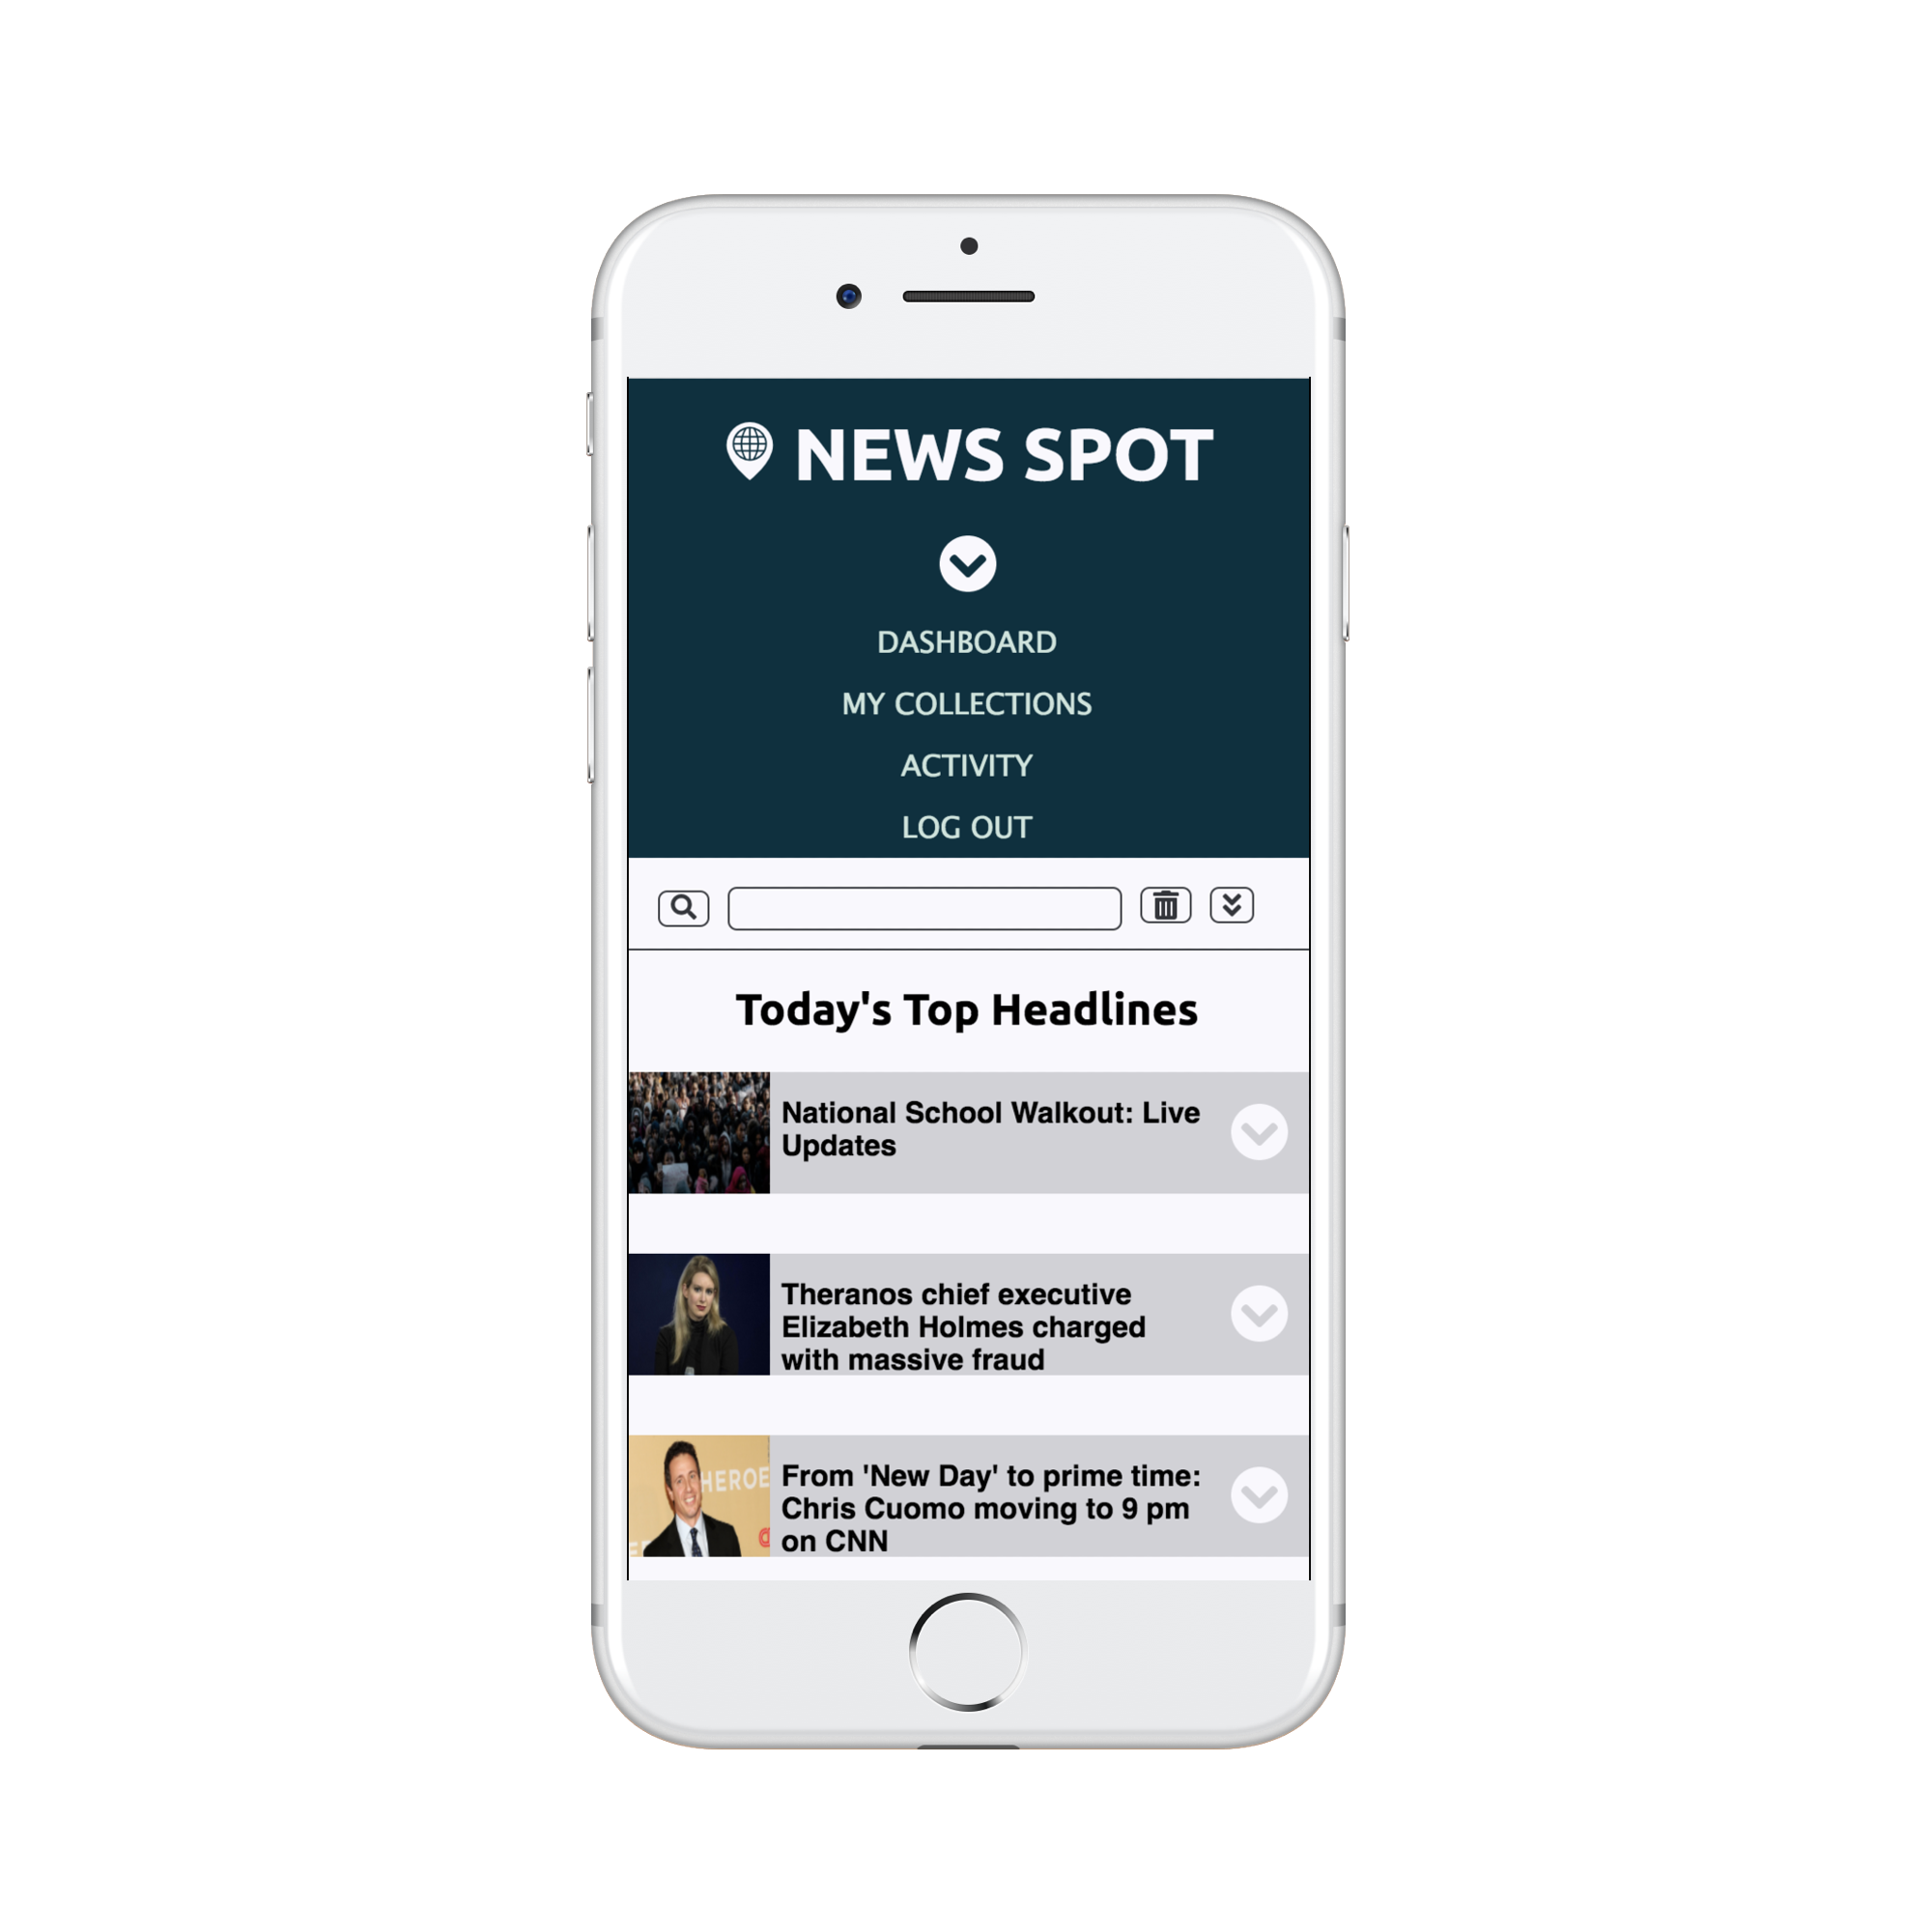 NEWS SPOT
DASHBOARD
MY COLLECTIONS
ACTIVITY
LOG OUT
Today's Top Headlines
National School Walkout: Live
Updates
Theranos chief executive
Elizabeth Holmes charged
with massive fraud
HEROE
From 'New Day' to prime time:
Chris Cuomo moving to 9 pm
on CNN